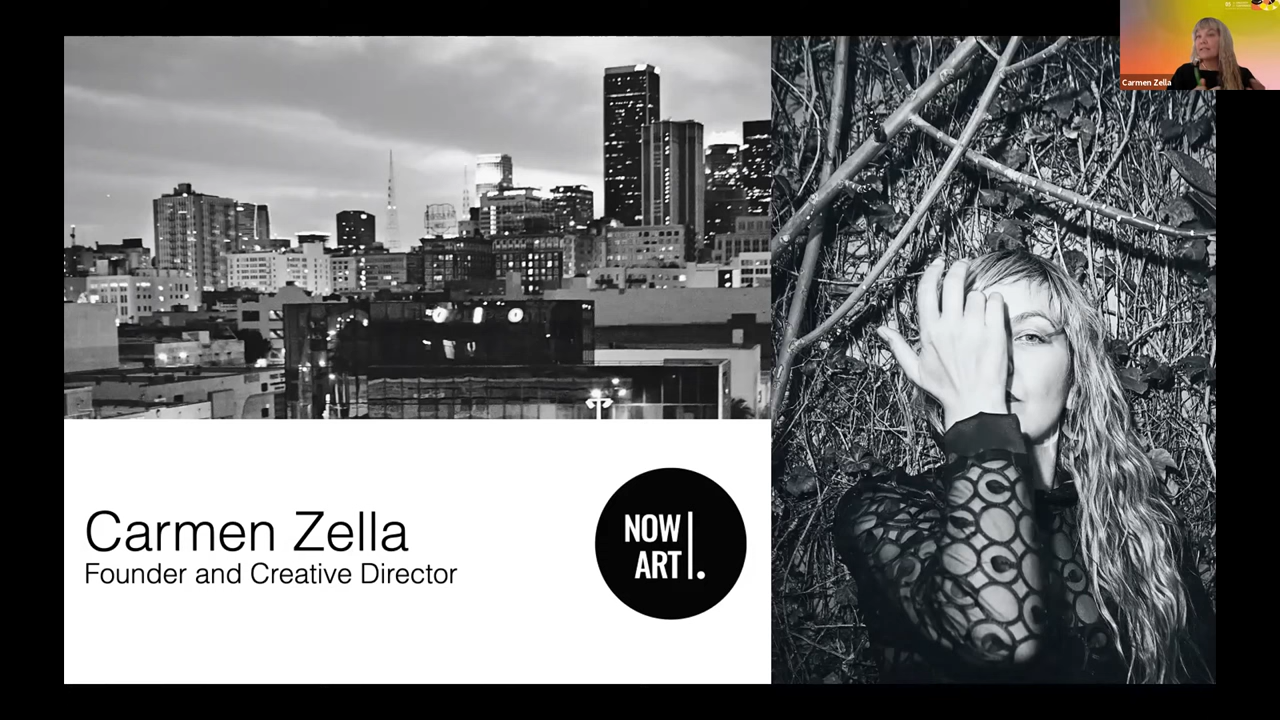 Carmen Zella
Carmen Zella
Founder and Creative Director
NOW
ART|.